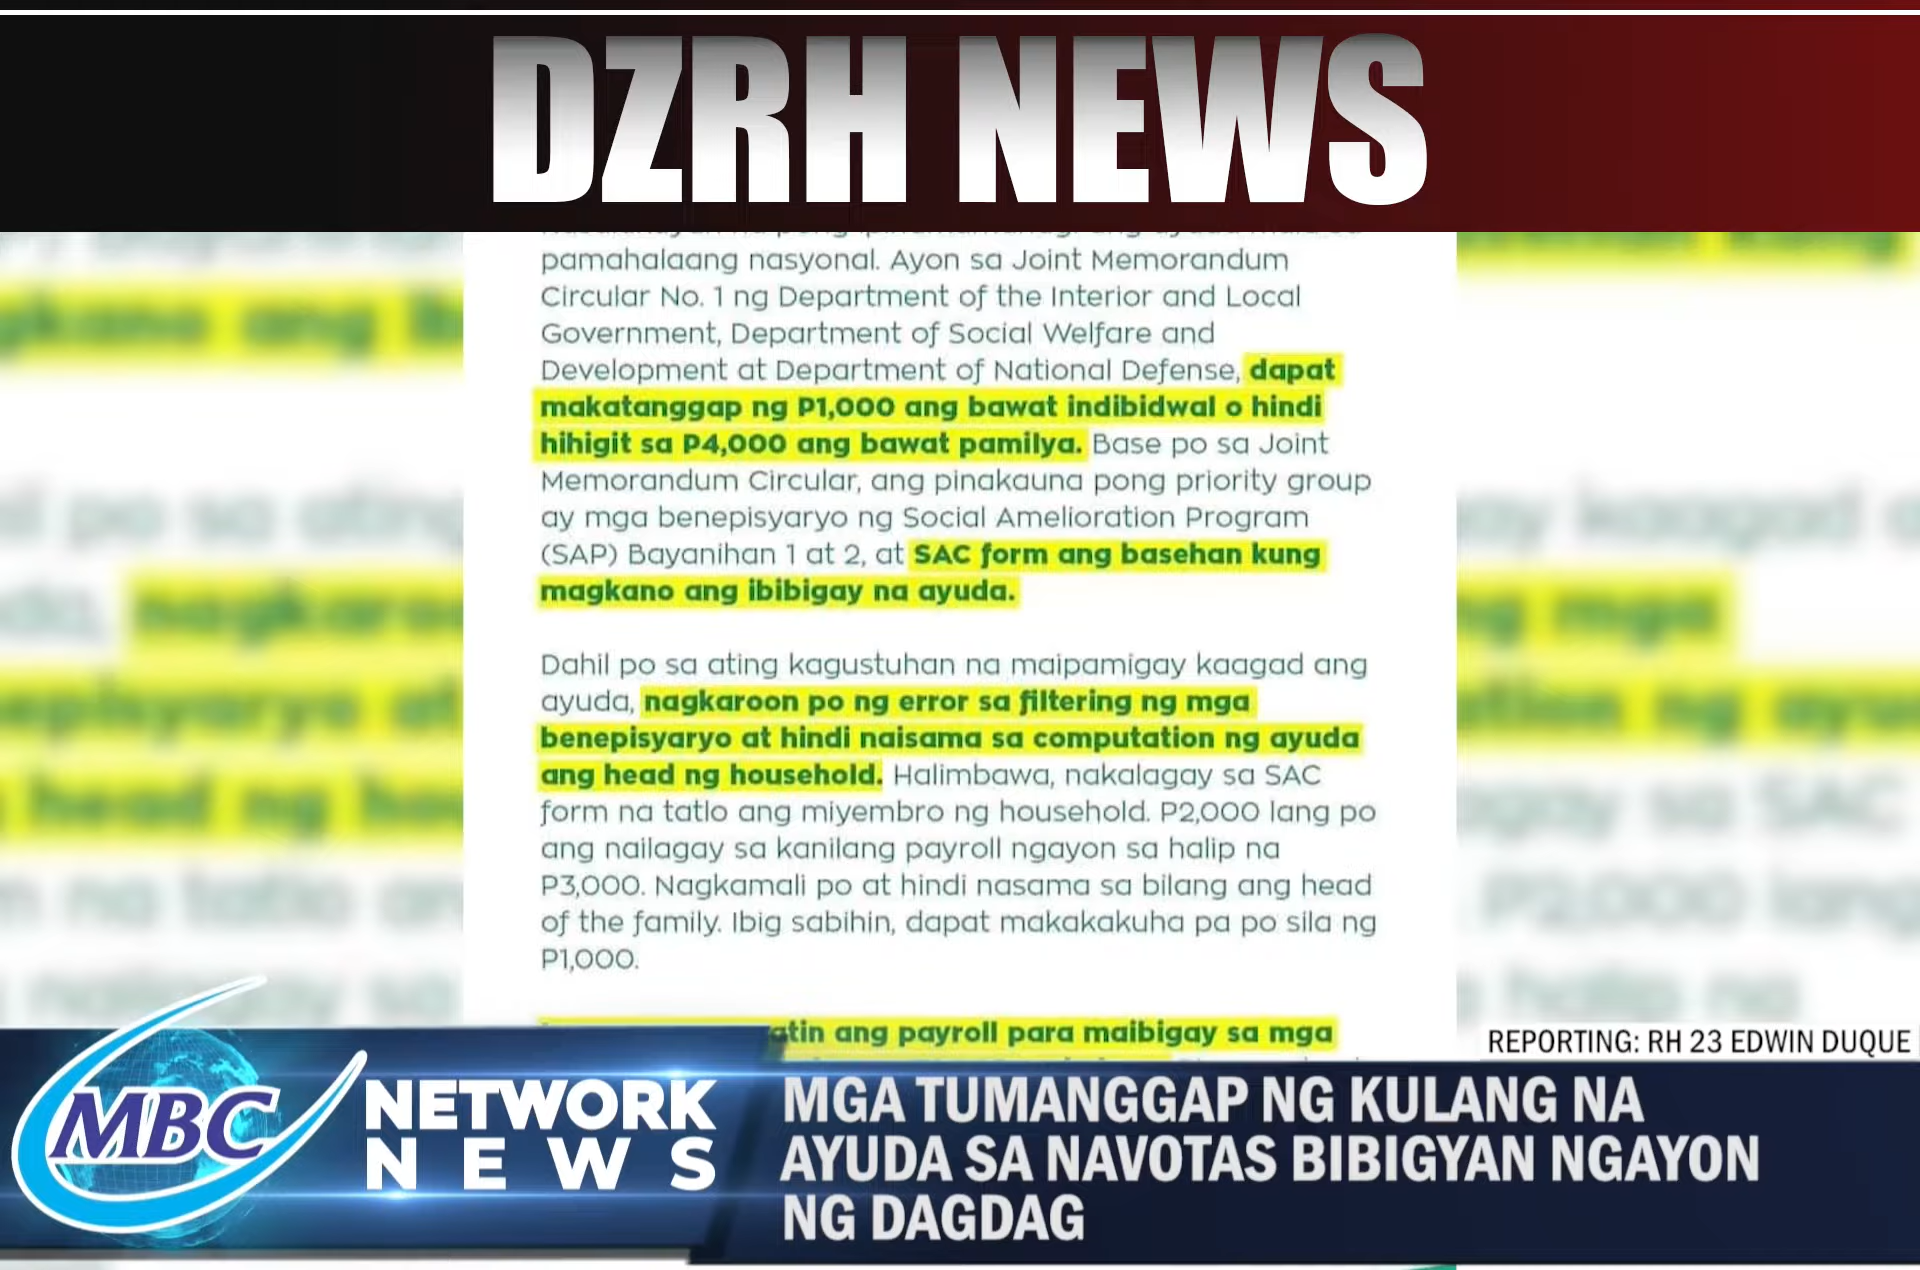 DZRH NEWS
pamahalaang nasyonal. Ayon sa Joint Memorandum
Circular No. 1 ng Department of the Interior and Local
Government, Department of Social Welfare and
Development at Department of National Defense, dapat
makatanggap ng P1,000 ang bawat indibidwal o hindi
hihigit sa P4,000 ang bawat pamilya. Base po sa Joint
Memorandum Circular, ang pinakauna pong priority group
ay mga benepisyaryo ng Social Amelioration Program
(SAP) Bayanihan 1 at 2, at SAC form ang basehan kung
magkano ang ibibigay na ayuda.
Dahil po sa ating kagustuhan na maipamigay kaagad ang
ayuda, nagkaroon po ng error sa filtering ng mga
benepisyaryo at hindi naisama sa computation ng ayuda
ang head ng household. Halimbawa, nakalagay sa SAC
form na tatlo ang miyembro ng household. P2,000 lang po
ang nailagay sa kanilang payroll ngayon sa halip na
P3,000. Nagkamali po at hindi nasama sa bilang ang head
of the family. Ibig sabihin, dapat makakakuha pa po sila ng
P1,000.
ang payroll para maibigay sa mga
REPORTING: RH 23 EDWIN DUQUE
MBC
NETWORK
NEWS
MGA TUMANGGAP NG KULANG NA
AYUDA SA NAVOTAS BIBIGYAN NGAYON
NG DAGDAG